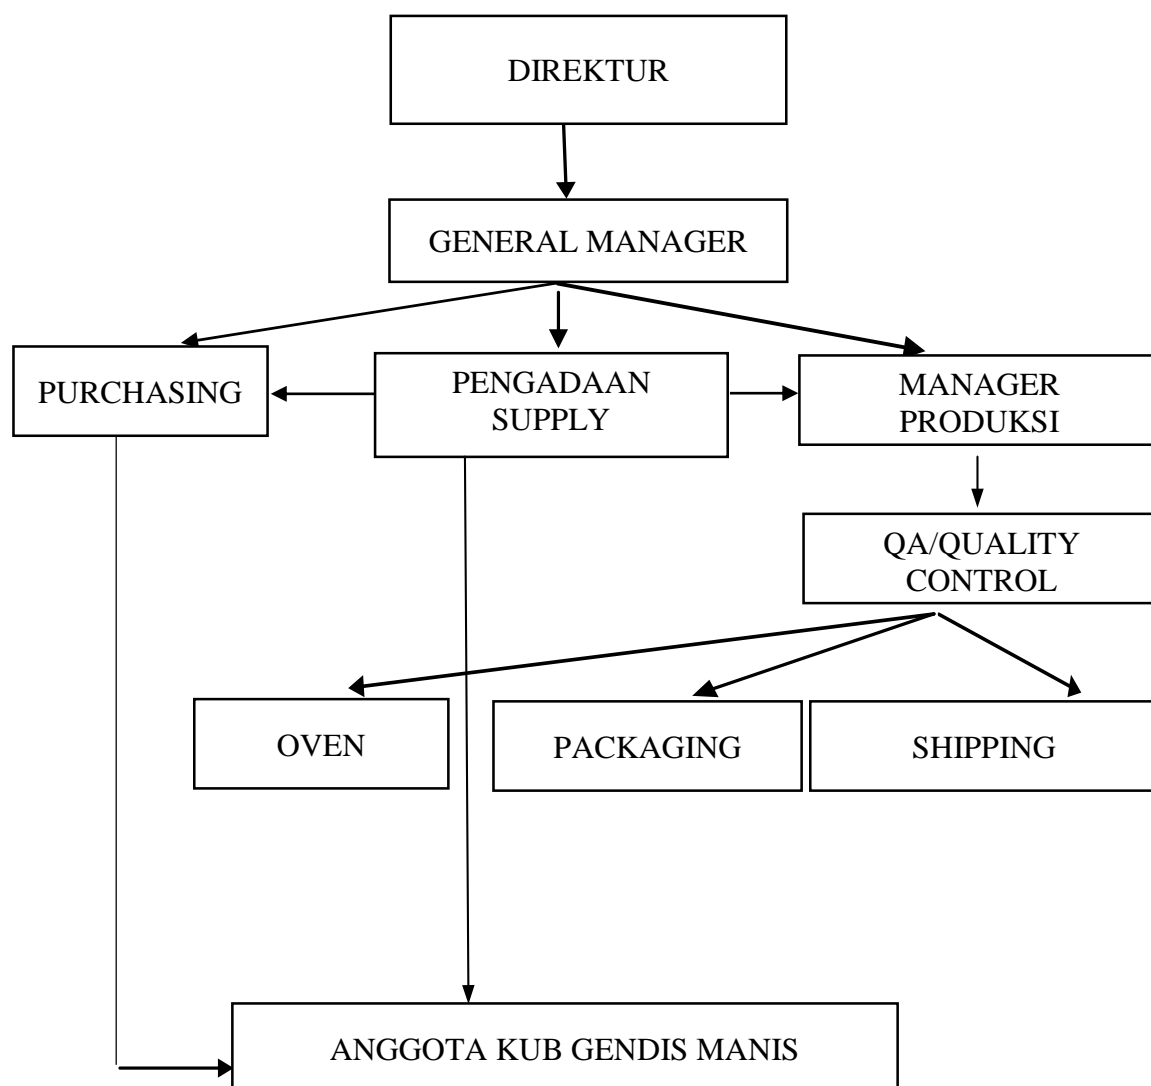 DIREKTUR
GENERAL MANAGER
PURCHASING
PENGADAAN
SUPPLY
MANAGER
PRODUKSI
QA/QUALITY
CONTROL
OVEN
PACKAGING
SHIPPING
ANGGOTA KUB GENDIS MANIS